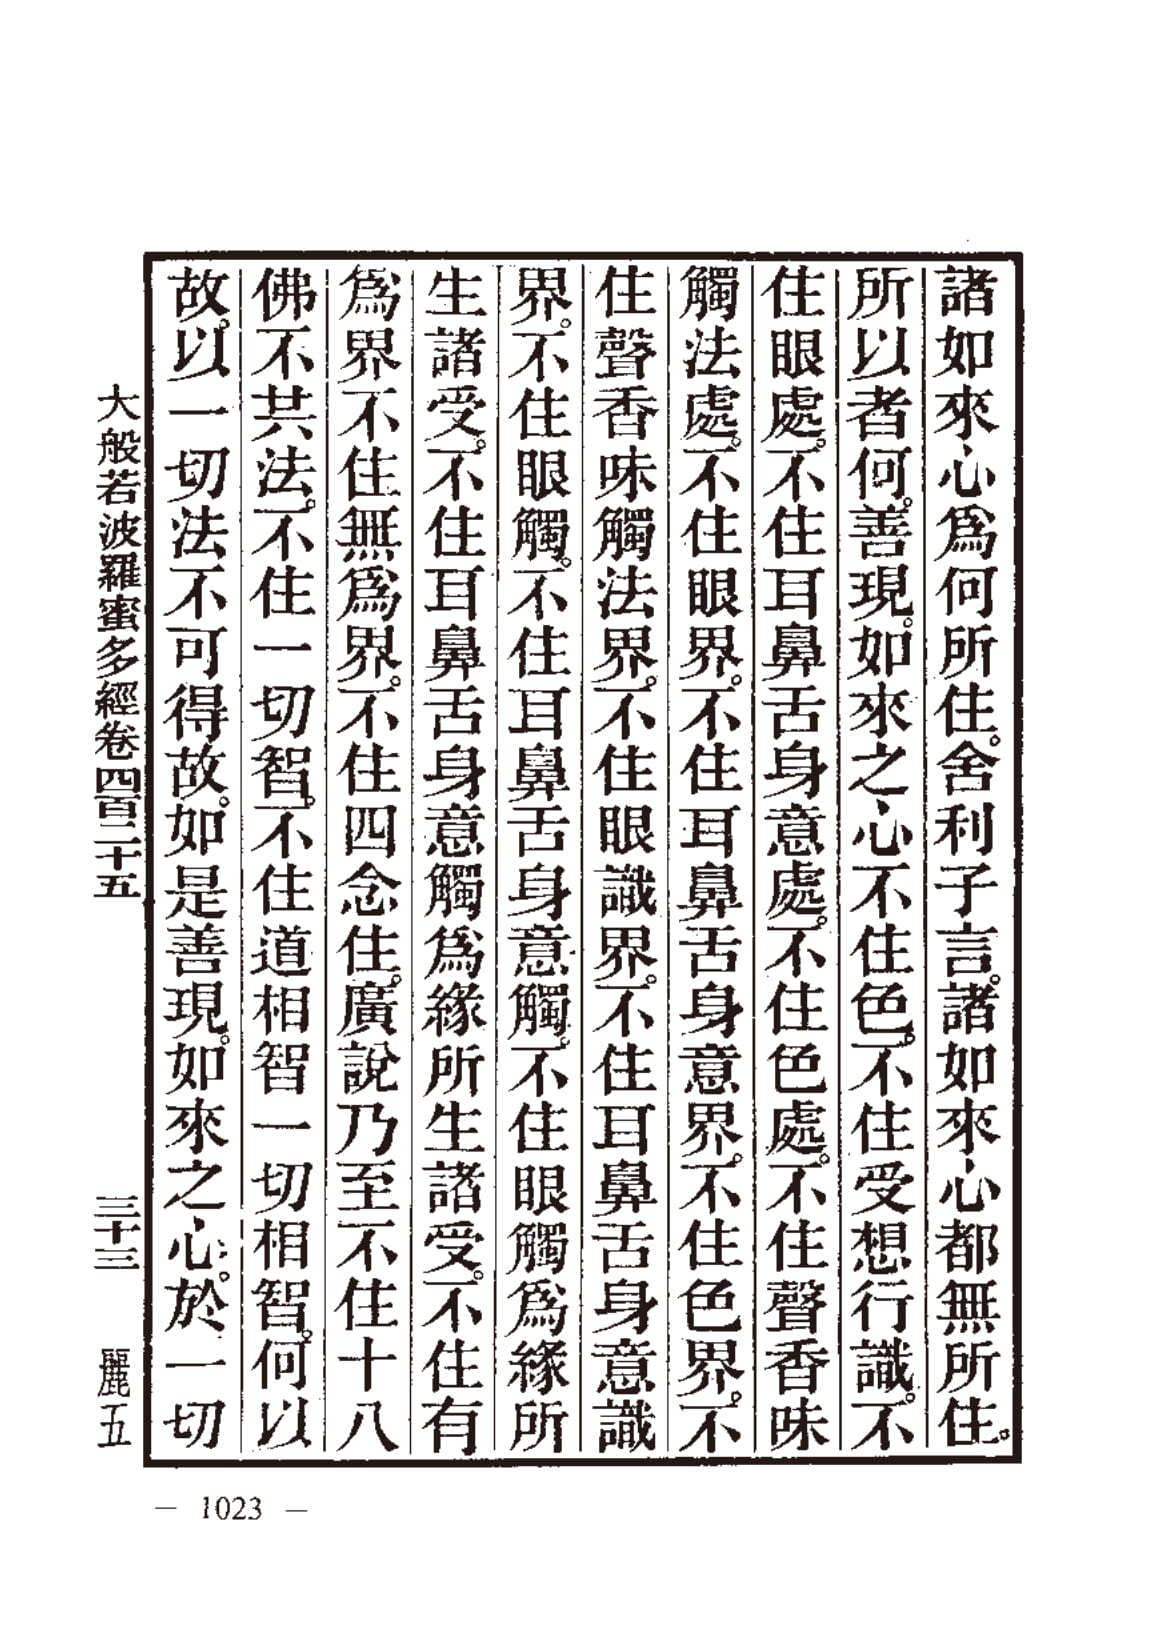 諸如來心爲何所住。舍利子言。諸如來心都無所住。
所以者何。善現。如來之心不住色。不住受想行識。不
住眼處。不住耳鼻舌身意處。不住色處。不住聲香味
觸法處。不住眼界。不住耳鼻舌身意界。不住色界。不
住聲香味觸法界。不住眼識界。不住耳鼻舌身意識
界。不住眼觸。不住耳鼻舌身意觸。不住眼觸爲緣所
生諸受。不住耳鼻舌身意觸爲緣所生諸受。不住有
爲界不住無爲界。不住四念住。廣說乃至不住十八
佛不共法。不住一切智。不住道相智一切相智。何以
故。以一切法不可得故。如是善現。如來之心。於一切
大般若波羅蜜多經卷四百二十五 三十三 麗五
— 1023 —